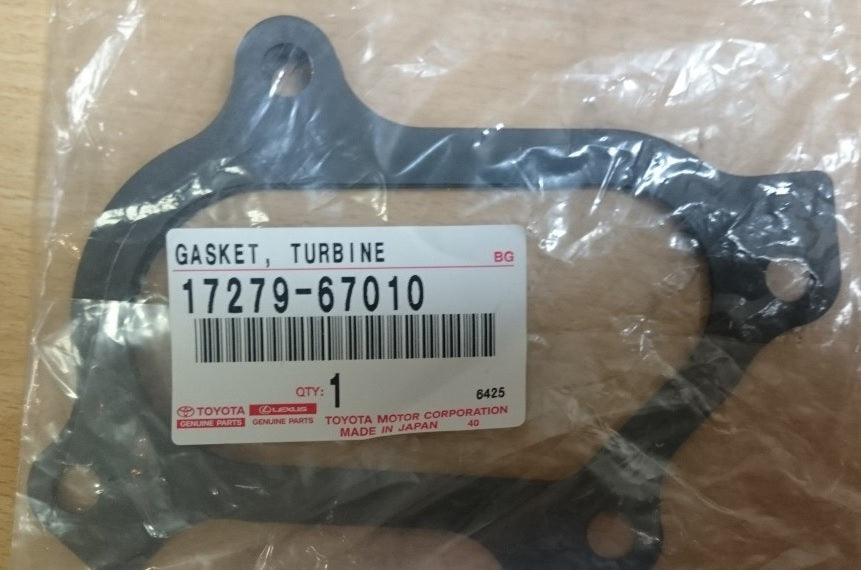 GASKET, TURBINE BG
17279-67010
QTY: 1 6425
TOYOTA LEXUS
GENUINE PARTS GENUINE PARTS
TOYOTA MOTOR CORPORATION
MADE IN JAPAN 40